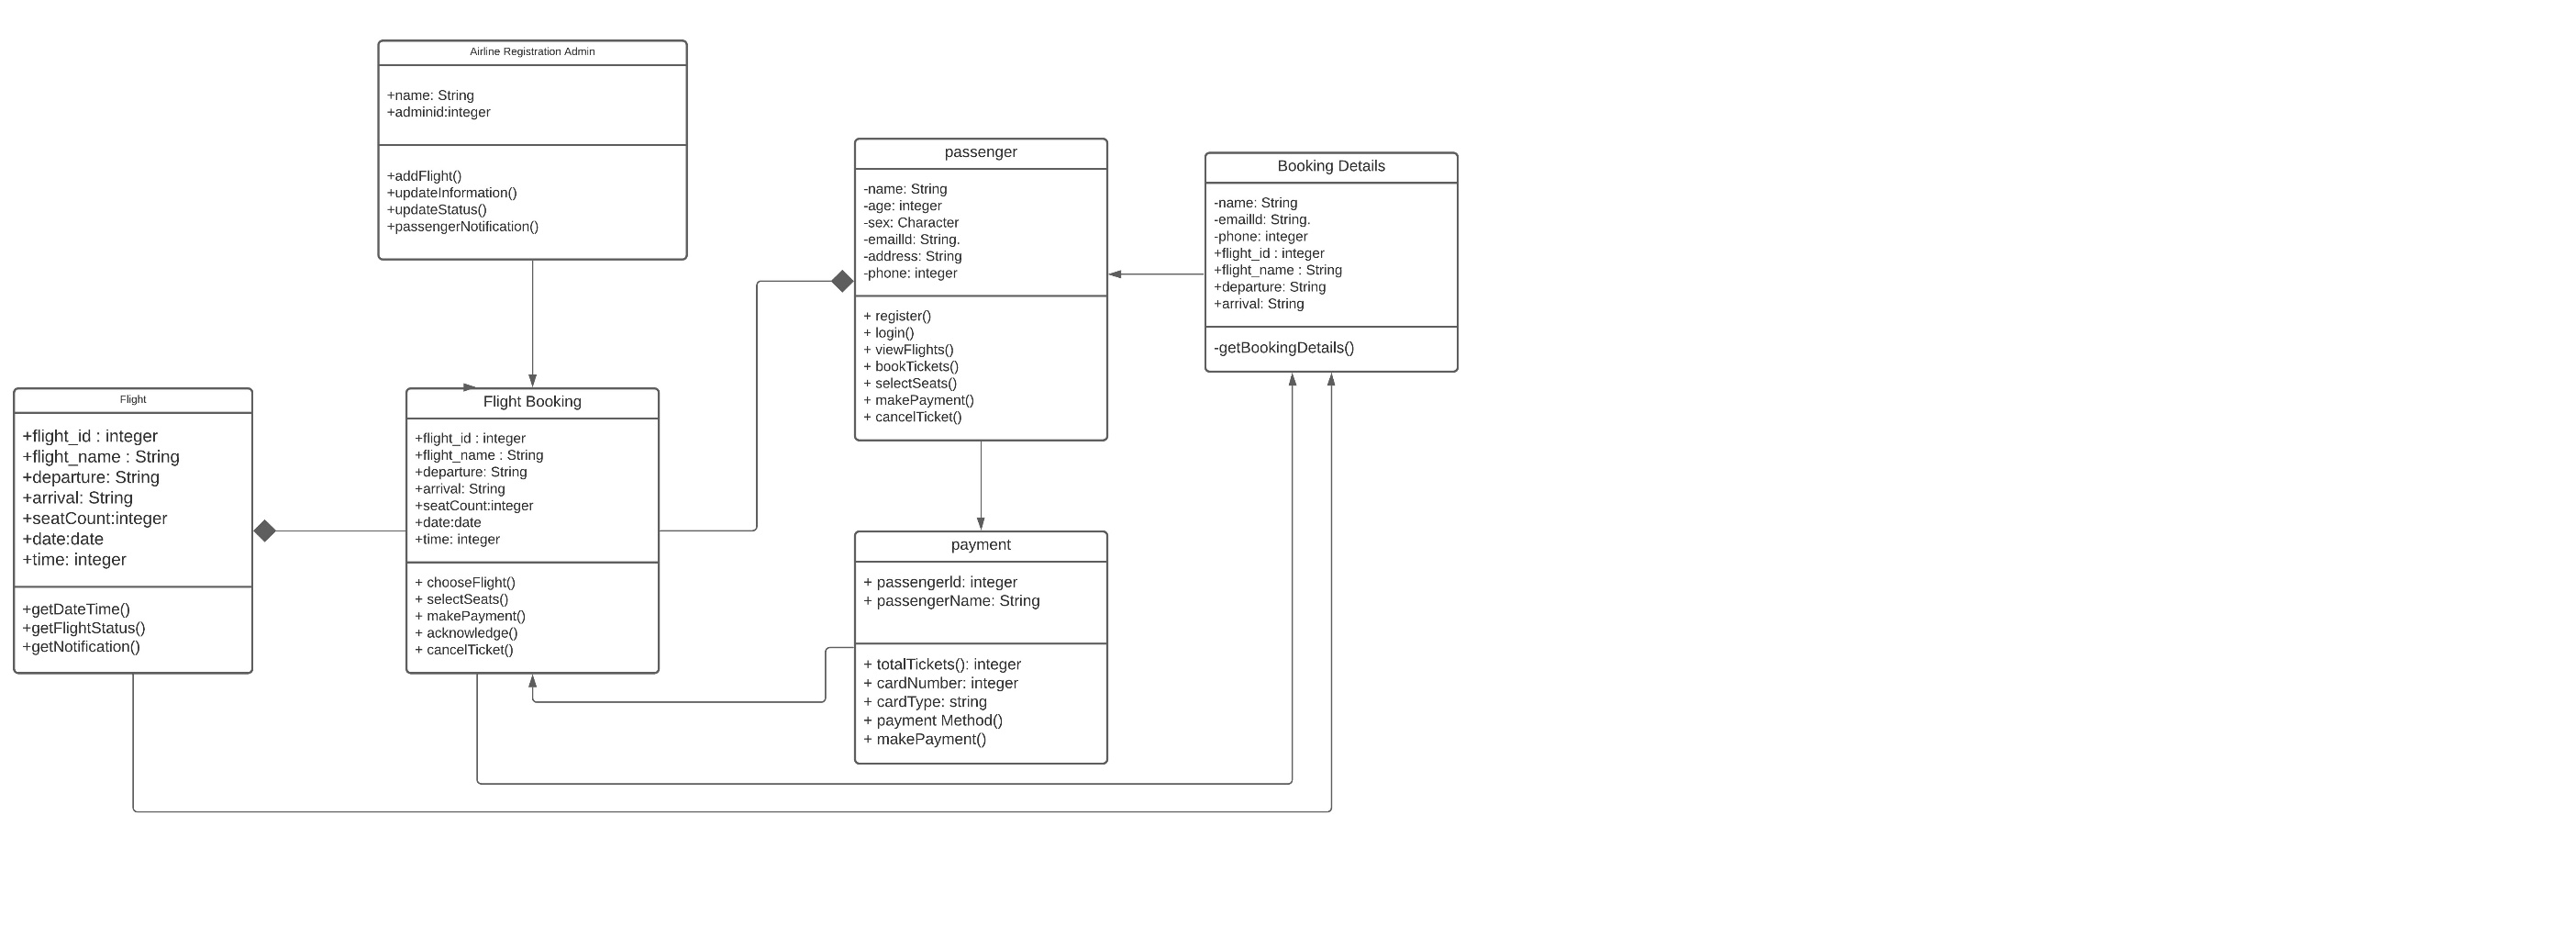 Airline Registration Admin
+name: String
+adminid:integer
+addFlight()
+updateInformation()
+updateStatus()
+passengerNotification()
passenger
-name: String
-age: integer
-sex: Character
-emailId: String.
-address: String
-phone: integer
+ register()
+ login()
+ viewFlights()
+ bookTickets()
+ selectSeats()
+ makePayment()
+ cancelTicket()
Booking Details
-name: String
-emailId: String.
-phone: integer
+flight_id : integer
+flight_name : String
+departure: String
+arrival: String
-getBookingDetails()
Flight
+flight_id : integer
+flight_name : String
+departure: String
+arrival: String
+seatCount:integer
+date:date
+time: integer
+getDateTime()
+getFlightStatus()
+getNotification()
Flight Booking
+flight_id : integer
+flight_name : String
+departure: String
+arrival: String
+seatCount:integer
+date:date
+time: integer
+ chooseFlight()
+ selectSeats()
+ makePayment()
+ acknowledge()
+ cancelTicket()
payment
+ passengerId: integer
+ passengerName: String
+ totalTickets(): integer
+ cardNumber: integer
+ cardType: string
+ payment Method()
+ makePayment()